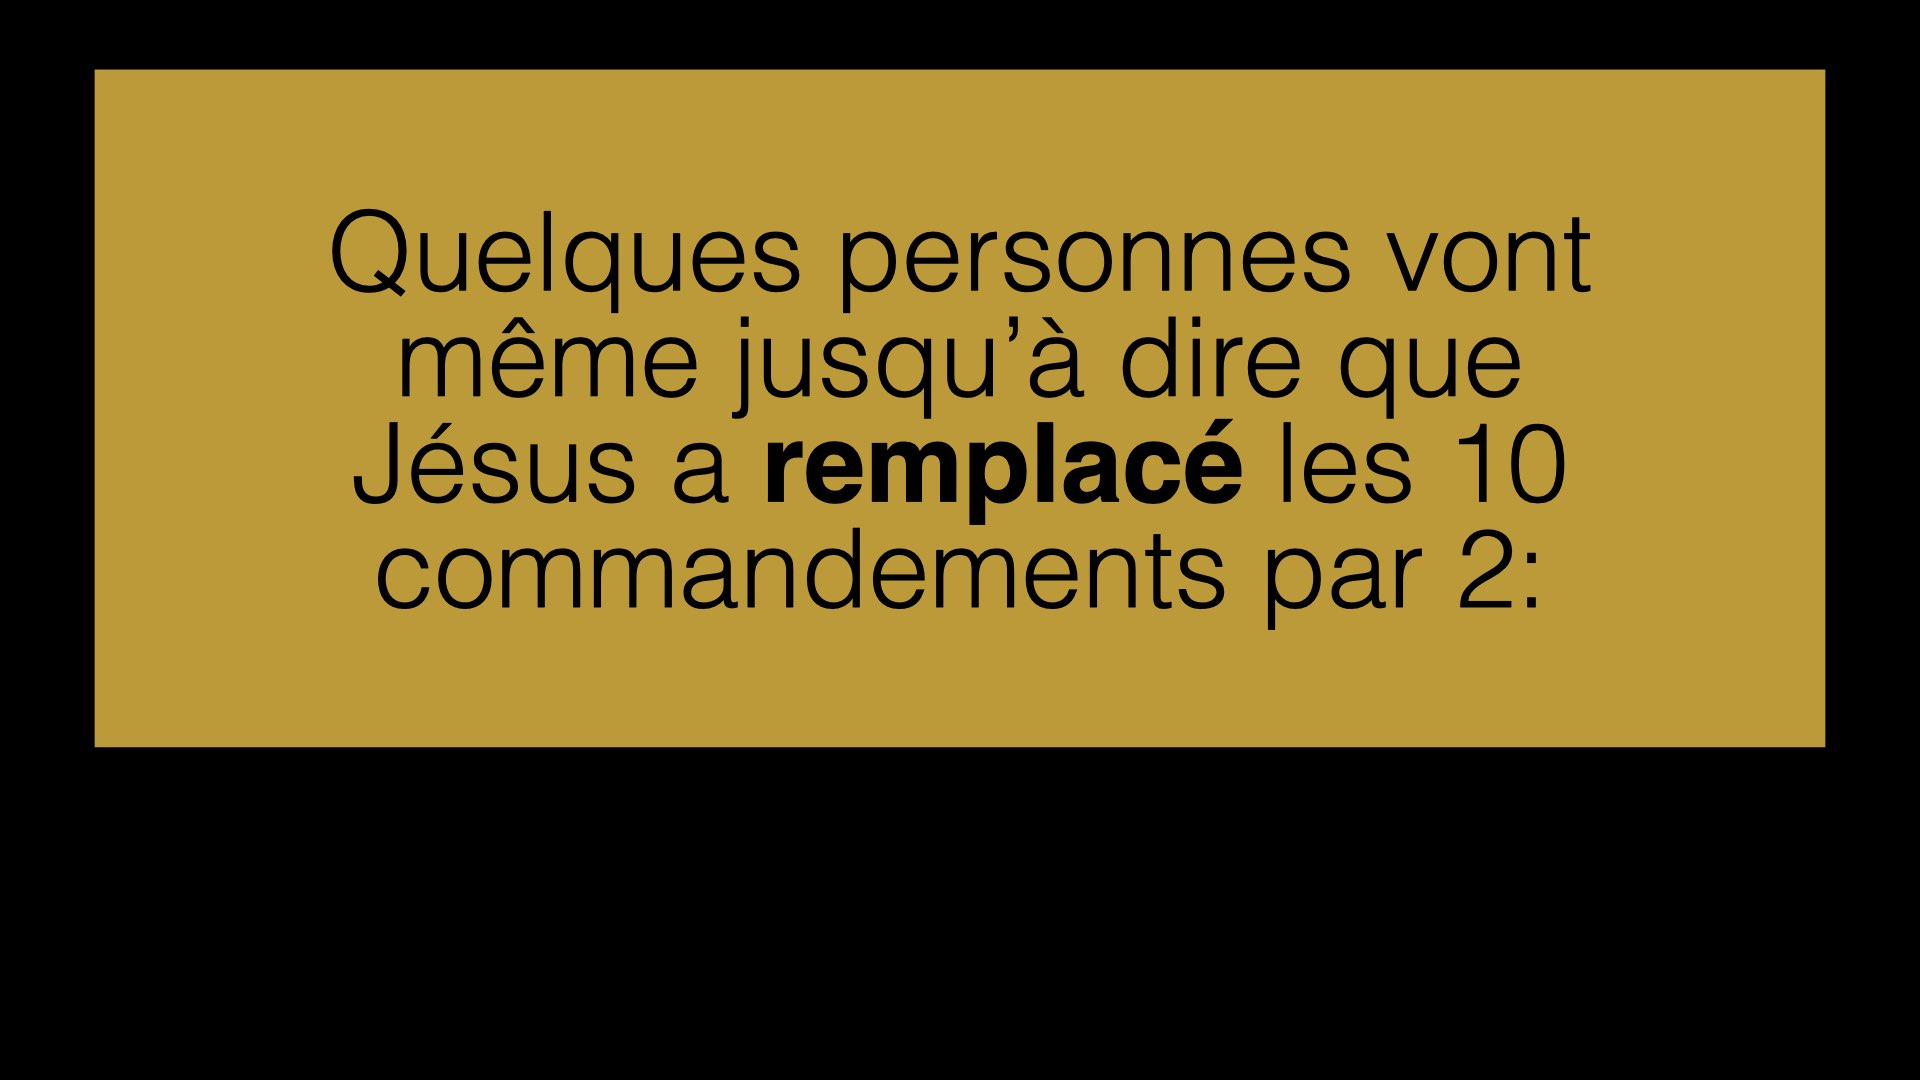 Quelques personnes vont
même jusqu’à dire que
Jésus a remplacé les 10
commandements par 2: